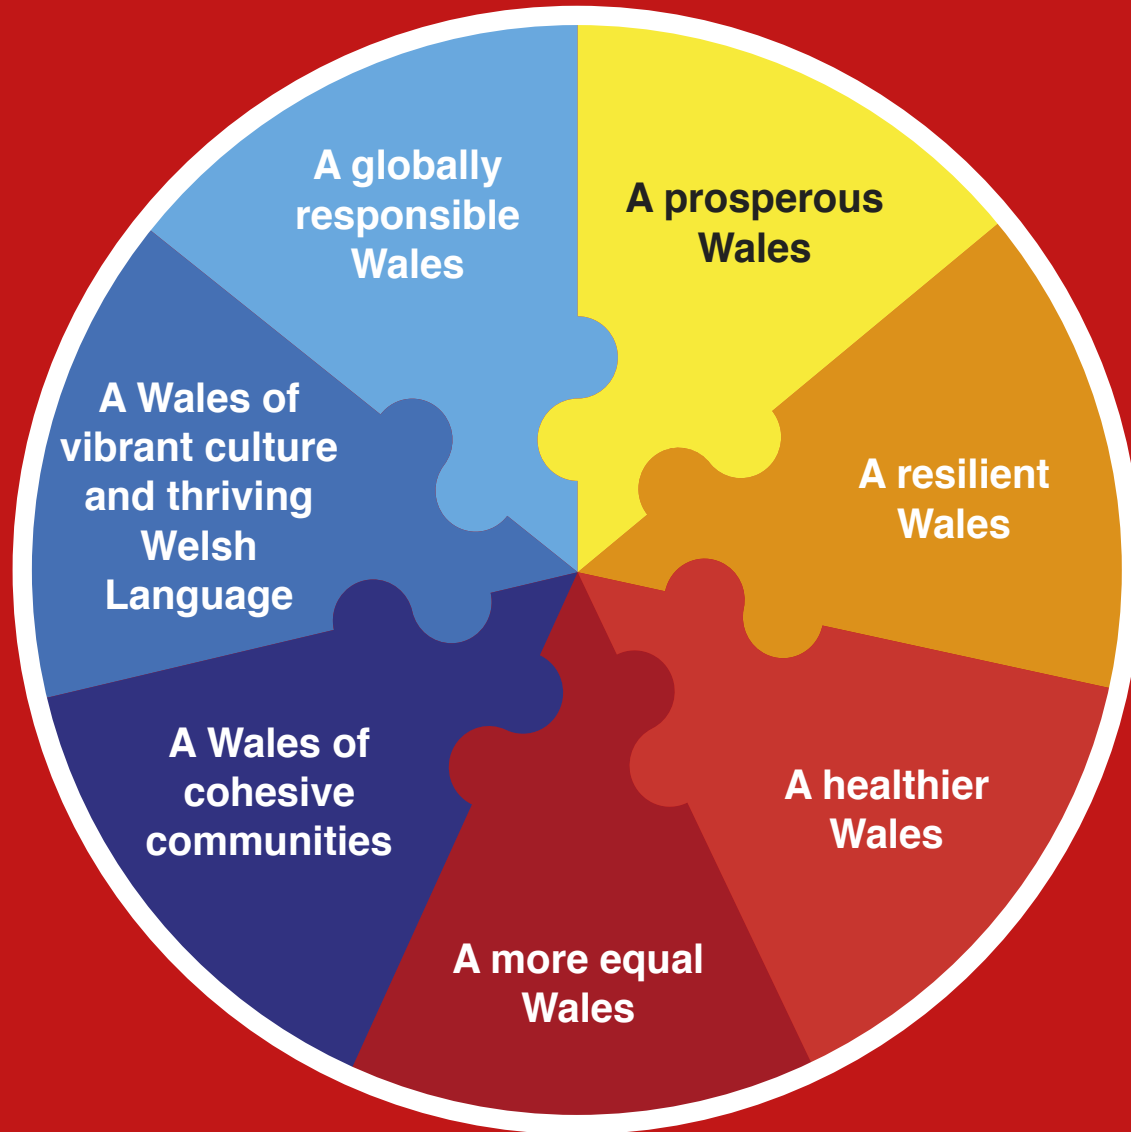 A globally
responsible
Wales
A prosperous
Wales
A resilient
Wales
A healthier
Wales
A more equal
Wales
A Wales of
cohesive
communities
A Wales of
vibrant culture
and thriving
Welsh
Language